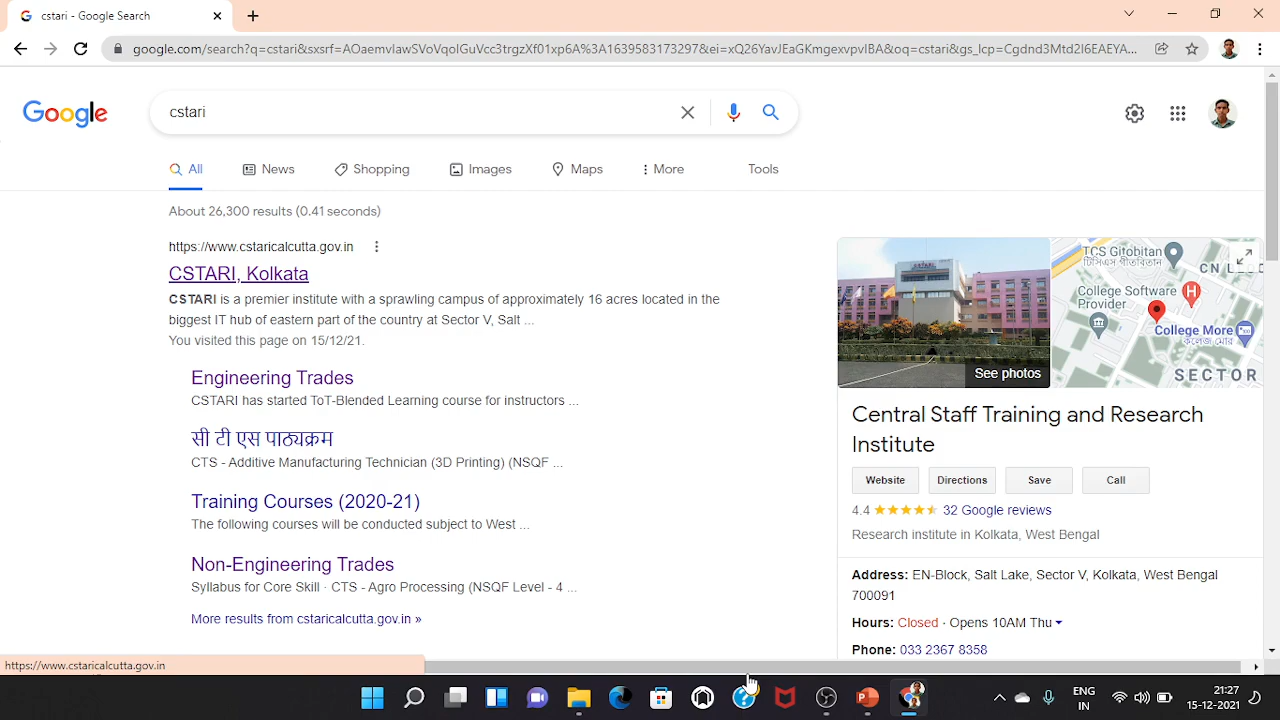 cstari - Google Search
google.com/search?q=cstari&sxsrf=AOaemvIawSVoVqolGuVcc3trgzXf01xp6A%3A1639583173297&ei=xQ26YavJEaGKmgexvpvIBA&oq=cstari&gs_lcp=Cgdnd3Mtd2l6EAEYA...
Google
cstari
All News Shopping Images Maps More Tools
About 26,300 results (0.41 seconds)
https://www.cstaricalcutta.gov.in
CSTARI, Kolkata
CSTARI is a premier institute with a sprawling campus of approximately 16 acres located in the
biggest IT hub of eastern part of the country at Sector V, Salt ...
You visited this page on 15/12/21.
Engineering Trades
CSTARI has started ToT-Blended Learning course for instructors ...
सी टी एस पाठ्यक्रम
CTS - Additive Manufacturing Technician (3D Printing) (NSQF ...
Training Courses (2020-21)
The following courses will be conducted subject to West ...
Non-Engineering Trades
Syllabus for Core Skill · CTS - Agro Processing (NSQF Level - 4 ...
More results from cstaricalcutta.gov.in »
TCS Gitobitan
টিসিএস গীতবিতান
College Software
Provider
College More
কলেজ মোর
SECTOR
See photos
Central Staff Training and Research
Institute
Website Directions Save Call
4.4 32 Google reviews
Research institute in Kolkata, West Bengal
Address: EN-Block, Salt Lake, Sector V, Kolkata, West Bengal
700091
Hours: Closed · Opens 10AM Thu
Phone: 033 2367 8358
https://www.cstaricalcutta.gov.in
ENG
IN
21:27
15-12-2021